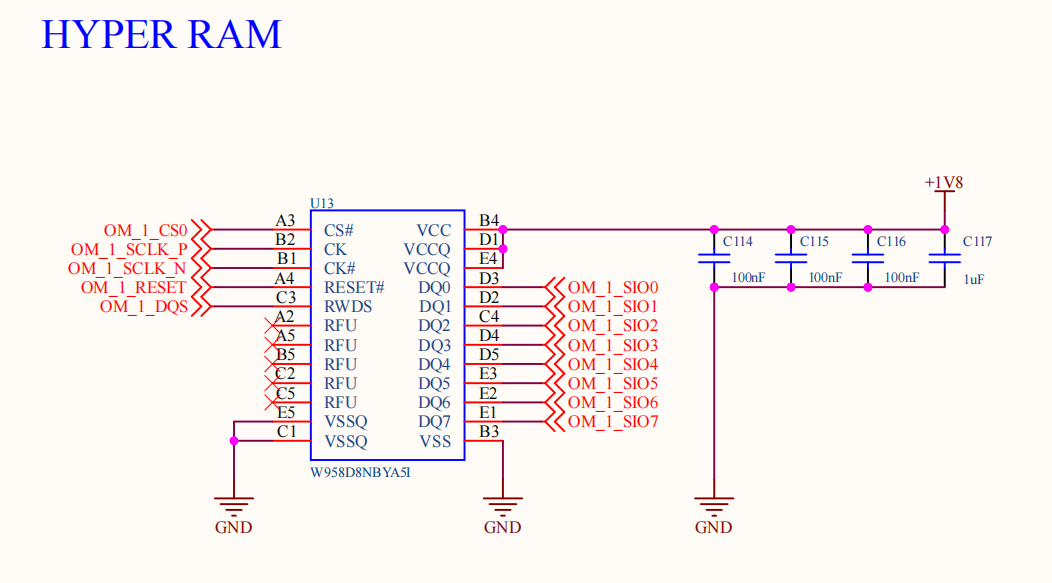 HYPER RAM
+1V8
U13
OM_1_CS0 A3 CS# VCC B4
OM_1_SCLK_P B2 CK VCCQ D1
OM_1_SCLK_N B1 CK# VCCQ E4
OM_1_RESET A4 RESET# DQ0 D3 OM_1_SIO0
OM_1_DQS C3 RWDS DQ1 D2 OM_1_SIO1
A2 RFU DQ2 C4 OM_1_SIO2
A5 RFU DQ3 D4 OM_1_SIO3
B5 RFU DQ4 D5 OM_1_SIO4
C2 RFU DQ5 E3 OM_1_SIO5
C5 RFU DQ6 E2 OM_1_SIO6
E5 VSSQ DQ7 E1 OM_1_SIO7
C1 VSSQ VSS B3
W958D8NBYA5I
C114 C115 C116 C117
100nF 100nF 100nF 1uF
GND GND GND